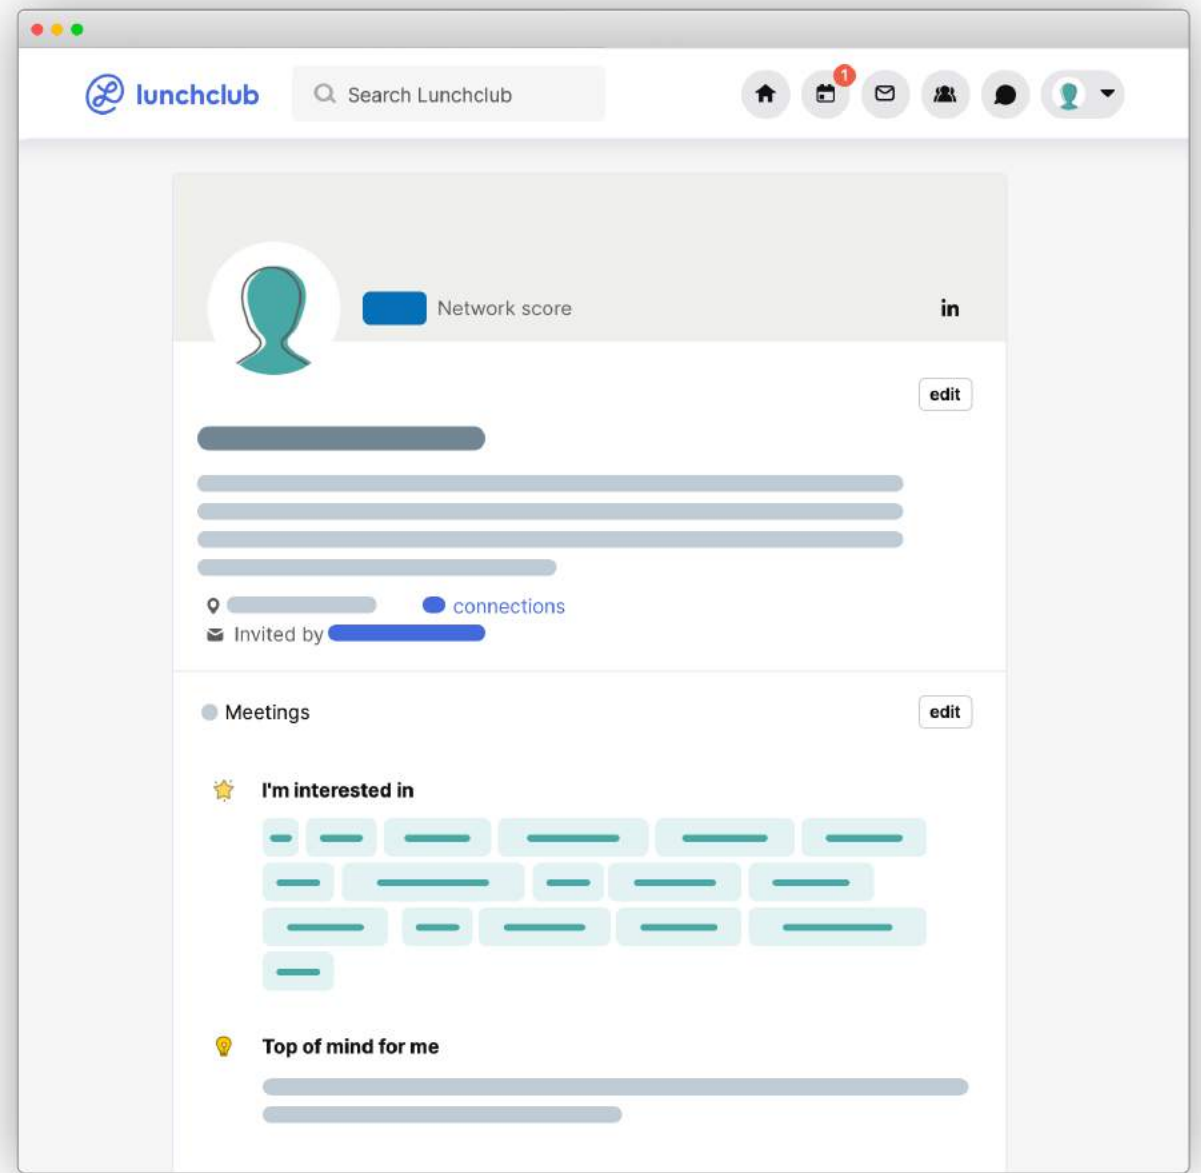 lunchclub
Search Lunchclub
1
Network score
in
edit
connections
Invited by
Meetings
edit
I'm interested in
Top of mind for me